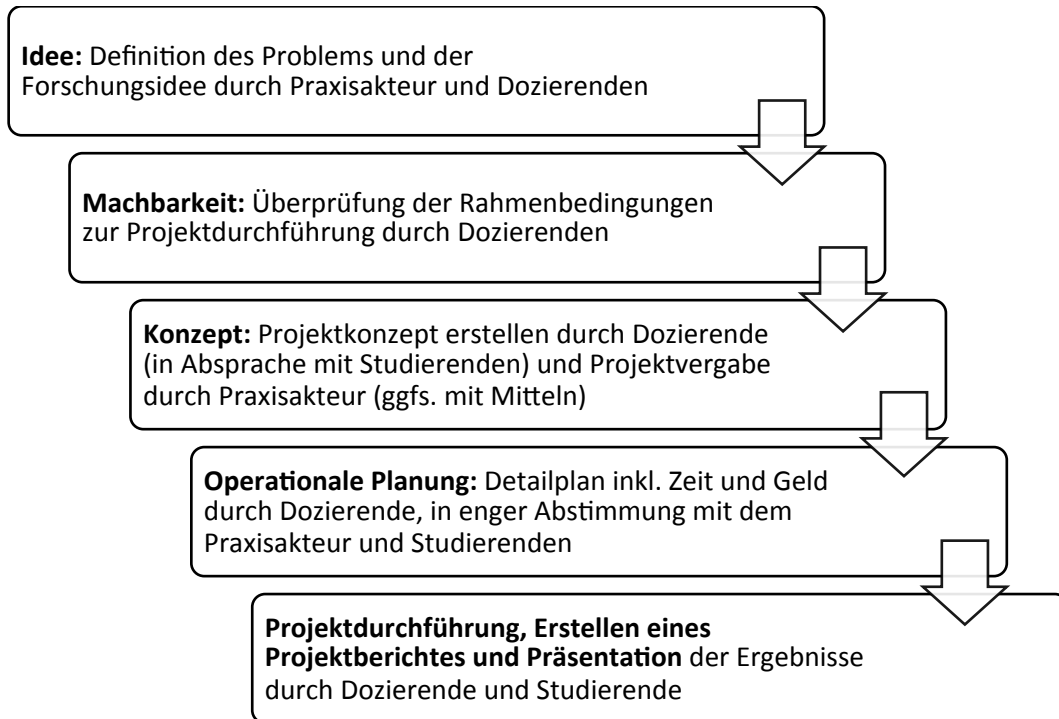 Idee: Definition des Problems und der
Forschungsidee durch Praxisakteur und Dozierenden
Machbarkeit: Überprüfung der Rahmenbedingungen
zur Projektdurchführung durch Dozierenden
Konzept: Projektkonzept erstellen durch Dozierende
(in Absprache mit Studierenden) und Projektvergabe
durch Praxisakteur (ggfs. mit Mitteln)
Operationale Planung: Detailplan inkl. Zeit und Geld
durch Dozierende, in enger Abstimmung mit dem
Praxisakteur und Studierenden
Projektdurchführung, Erstellen eines
Projektberichtes und Präsentation der Ergebnisse
durch Dozierende und Studierende